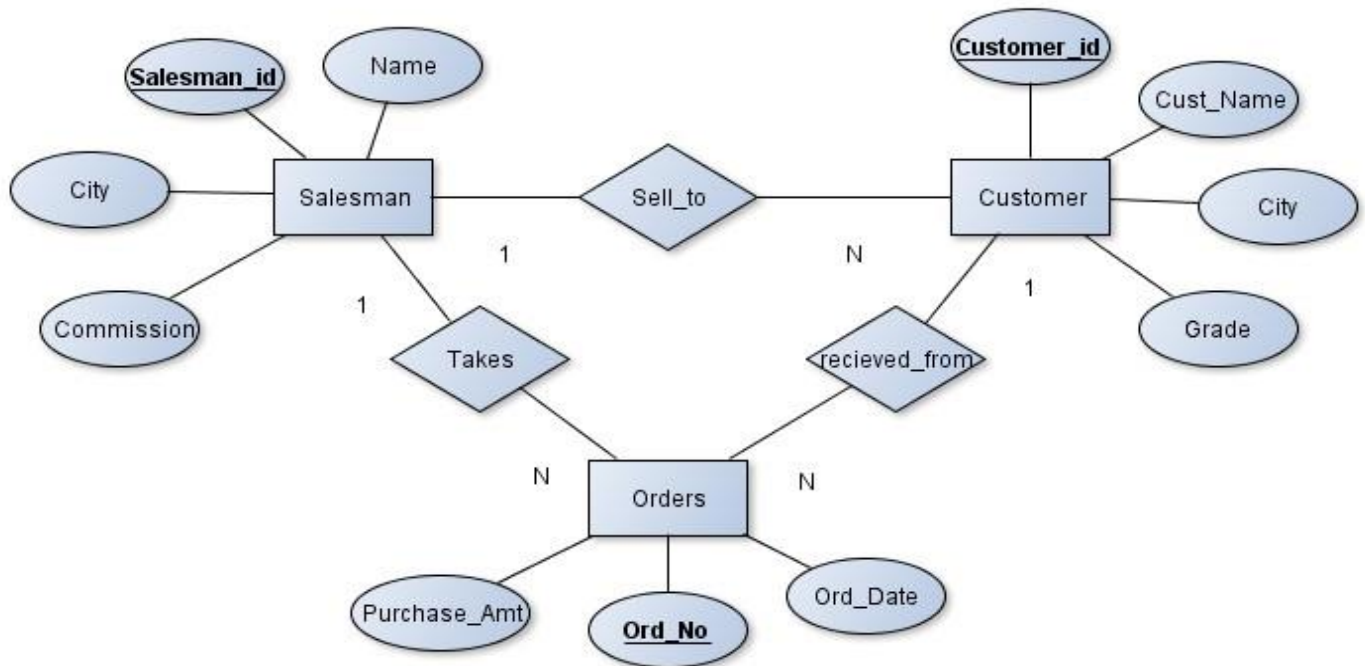 Customer_id
Salesman_id
Name
Cust_Name
City
Salesman
Sell_to
Customer
City
1
N
1
1
Commission
Grade
Takes
recieved_from
N
N
Orders
Purchase_Amt
Ord_No
Ord_Date